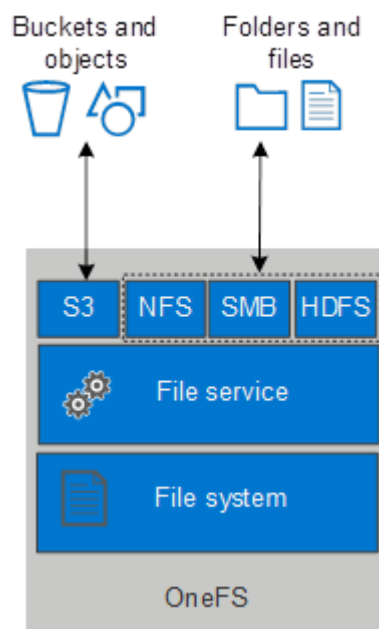 Buckets and
objects
Folders and
files
S3 NFS SMB HDFS
File service
File system
OneFS